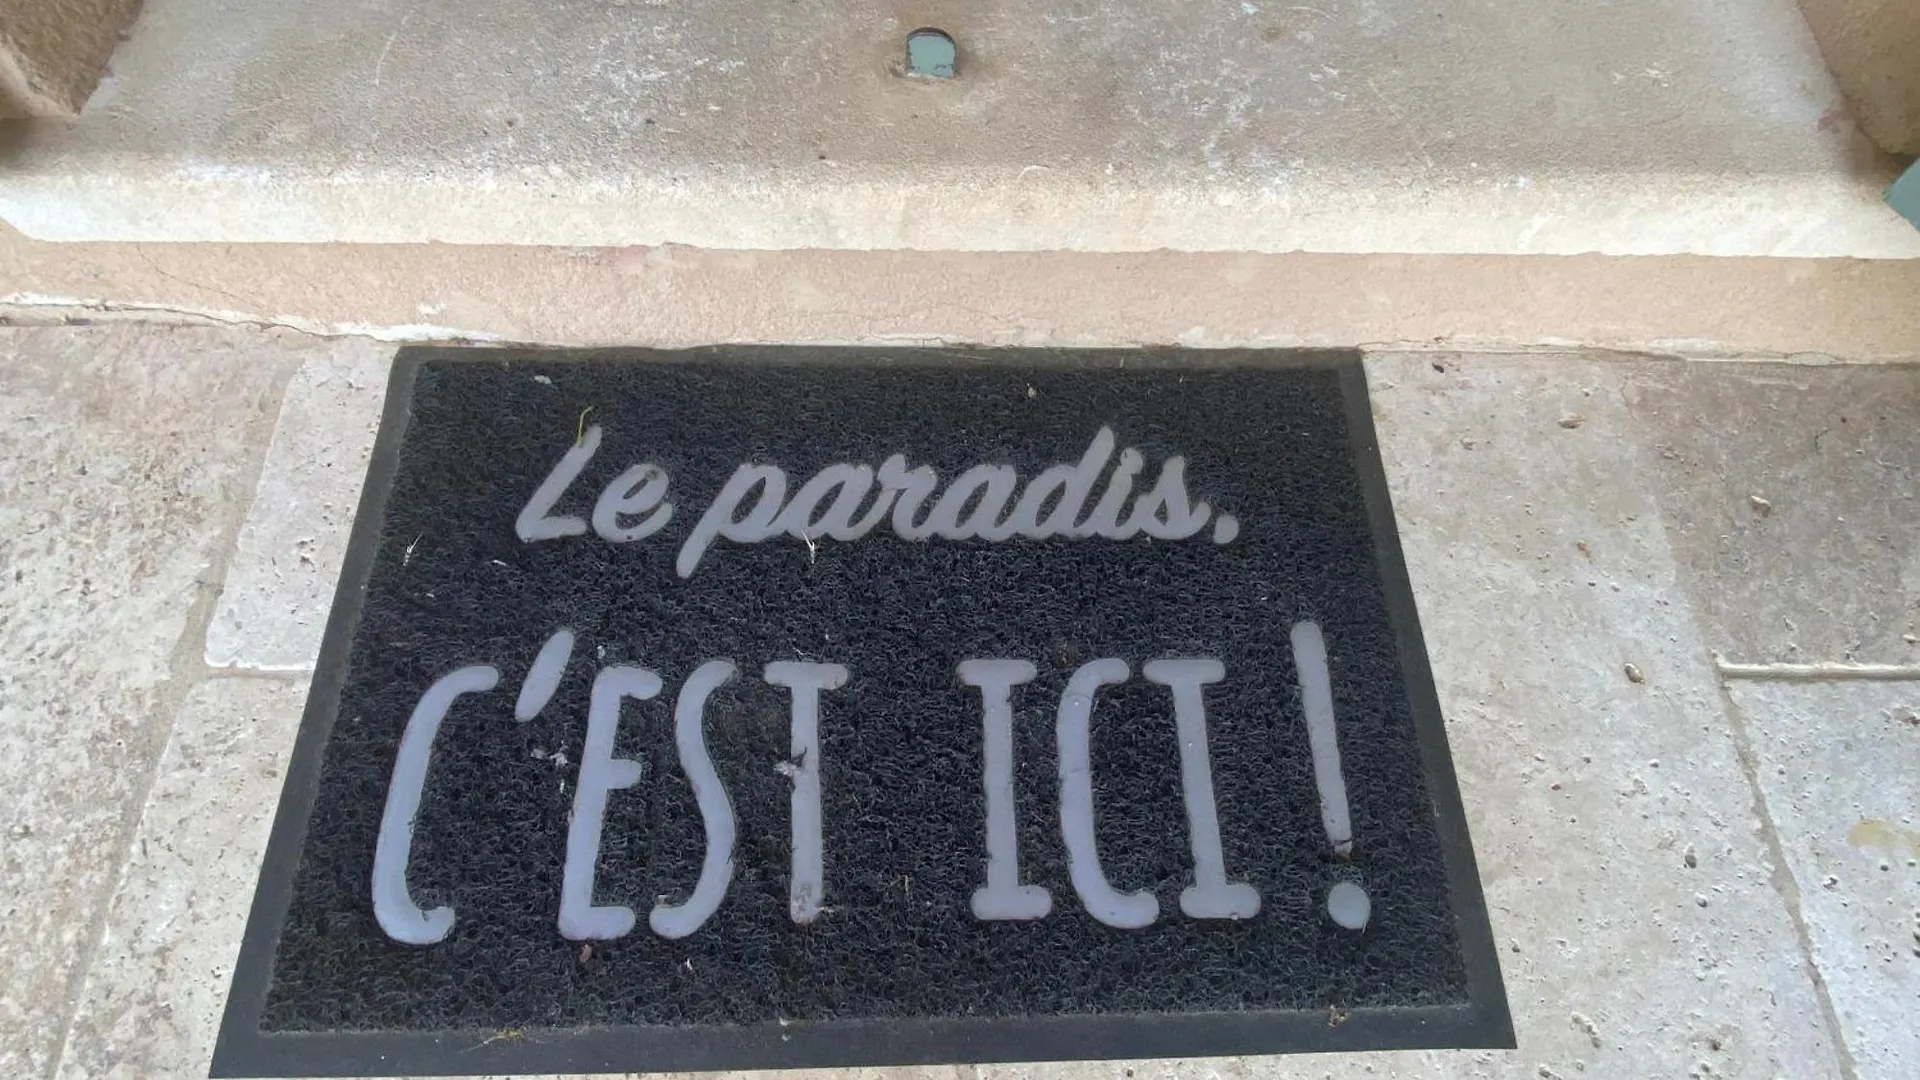 Le paradis.
C'EST ICI !